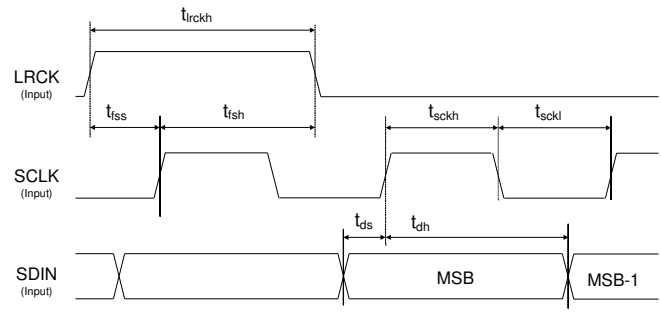 t_lrckh
LRCK
(Input)
t_fss t_fsh t_sckh t_sckl
SCLK
(Input)
t_ds t_dh
SDIN
(Input)
MSB MSB-1